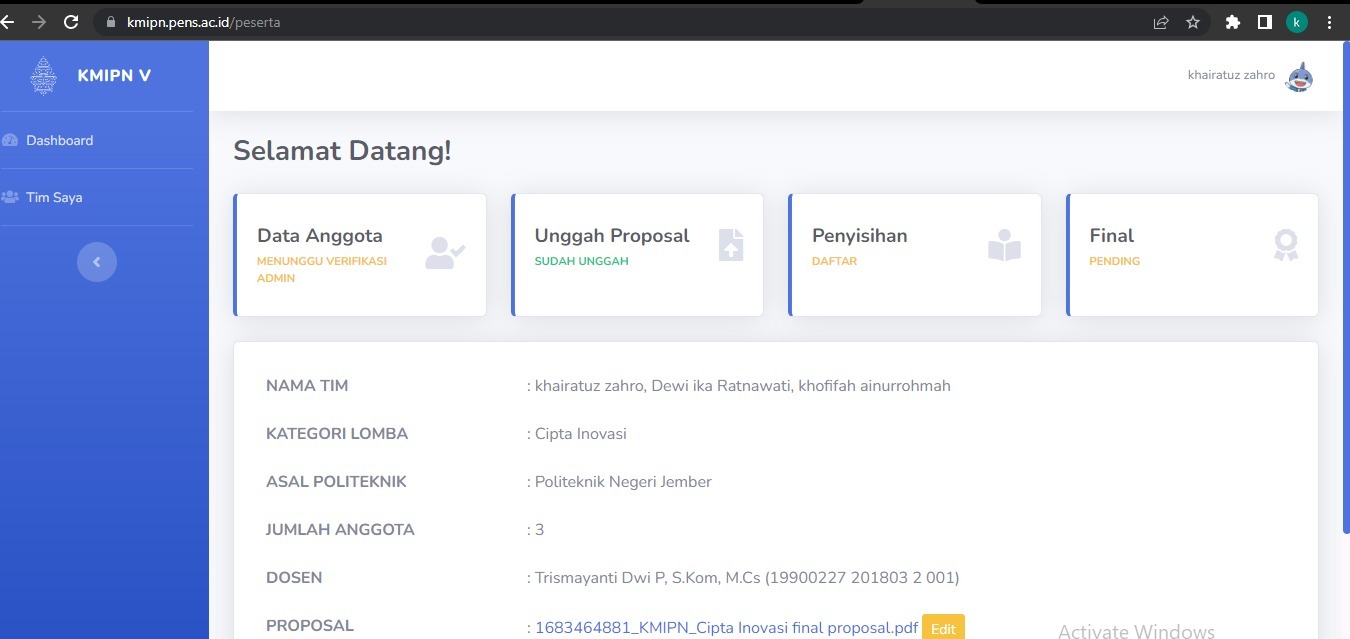 kmipn.pens.ac.id/peserta
k
KMIPN V
khairatuz zahro
Dashboard
Tim Saya
Selamat Datang!
Data Anggota
MENUNGGU VERIFIKASI
ADMIN
Unggah Proposal
SUDAH UNGGAH
Penyisihan
DAFTAR
Final
PENDING
NAMA TIM : khairatuz zahro, Dewi ika Ratnawati, khofifah ainurrohmah
KATEGORI LOMBA : Cipta Inovasi
ASAL POLITEKNIK : Politeknik Negeri Jember
JUMLAH ANGGOTA : 3
DOSEN : Trismayanti Dwi P, S.Kom, M.Cs (19900227 201803 2 001)
PROPOSAL : 1683464881_KMIPN_Cipta Inovasi final proposal.pdf Edit
Activate Windows